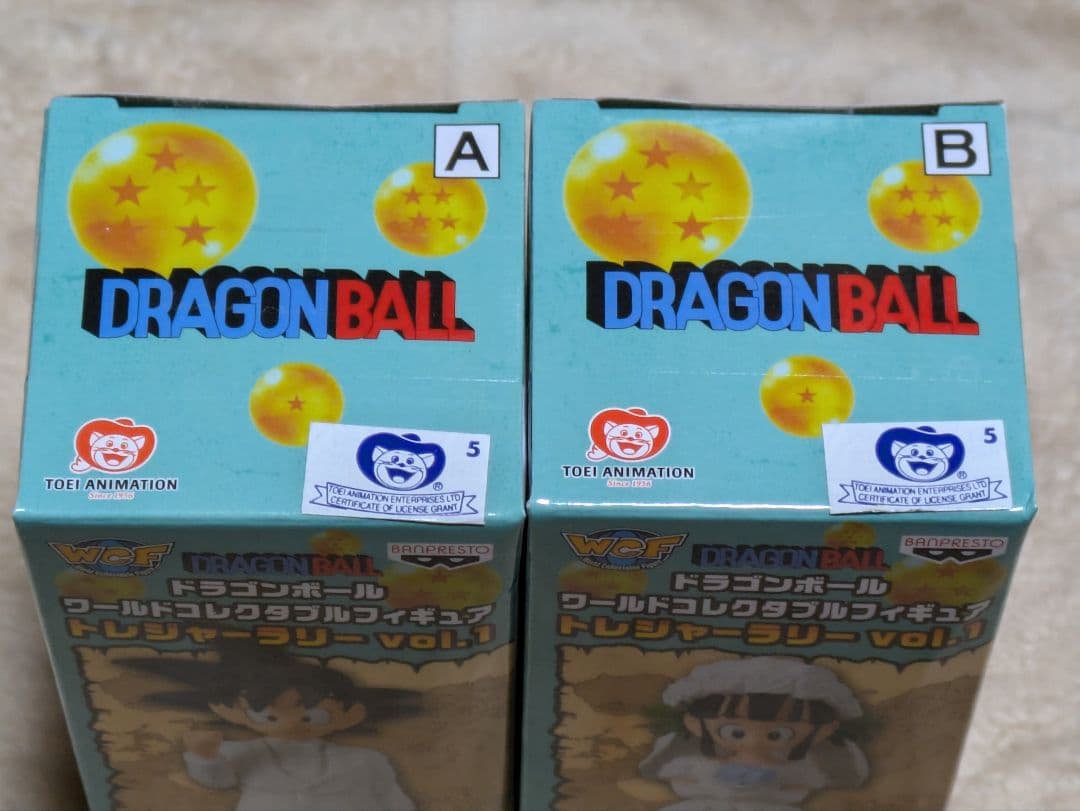 A
DRAGON BALL
TOEI ANIMATION
Since 1956
5
®
TOEI ANIMATION ENTERPRISES LTD
CERTIFICATE OF LICENSE GRANT
WCF
DRAGON BALL
BANPRESTO
ドラゴンボール
ワールドコレクタブルフィギュア
トレジャーラリー vol.1
B
DRAGON BALL
TOEI ANIMATION
Since 1956
5
®
TOEI ANIMATION ENTERPRISES LTD
CERTIFICATE OF LICENSE GRANT
WCF
DRAGON BALL
BANPRESTO
ドラゴンボール
ワールドコレクタブルフィギュア
トレジャーラリー vol.1